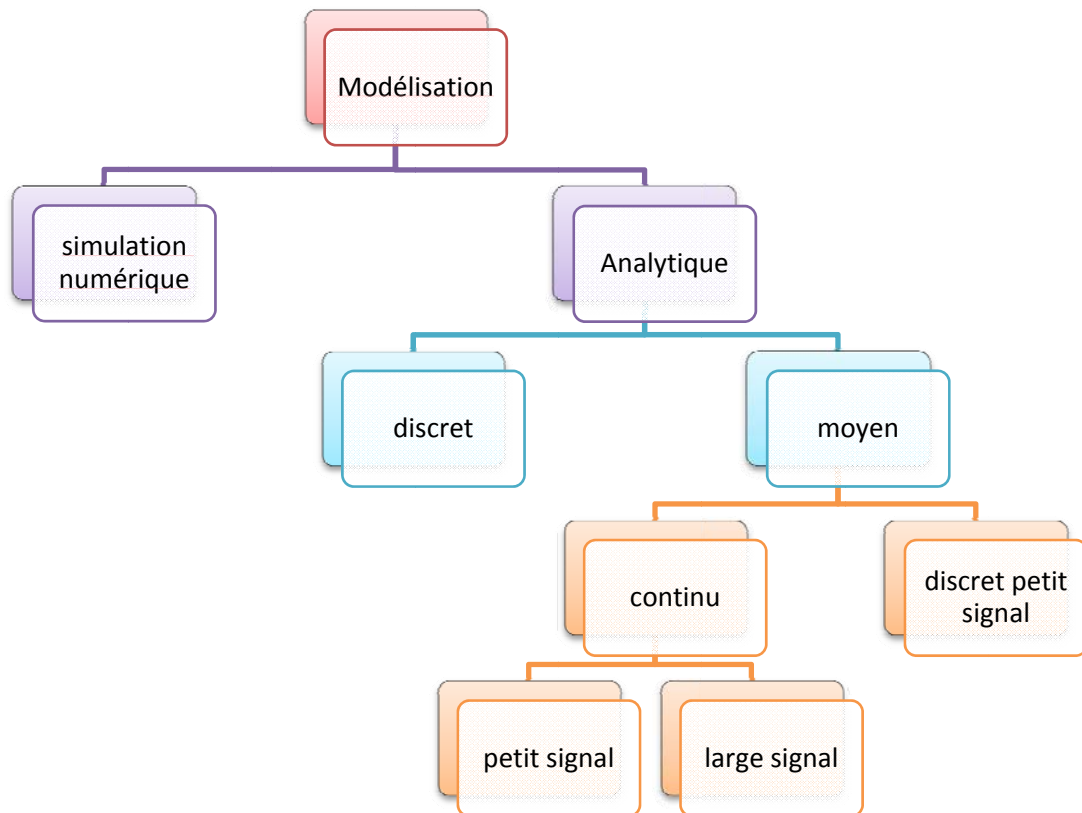 Modélisation
simulation
numérique
Analytique
discret
moyen
continu
discret petit
signal
petit signal
large signal